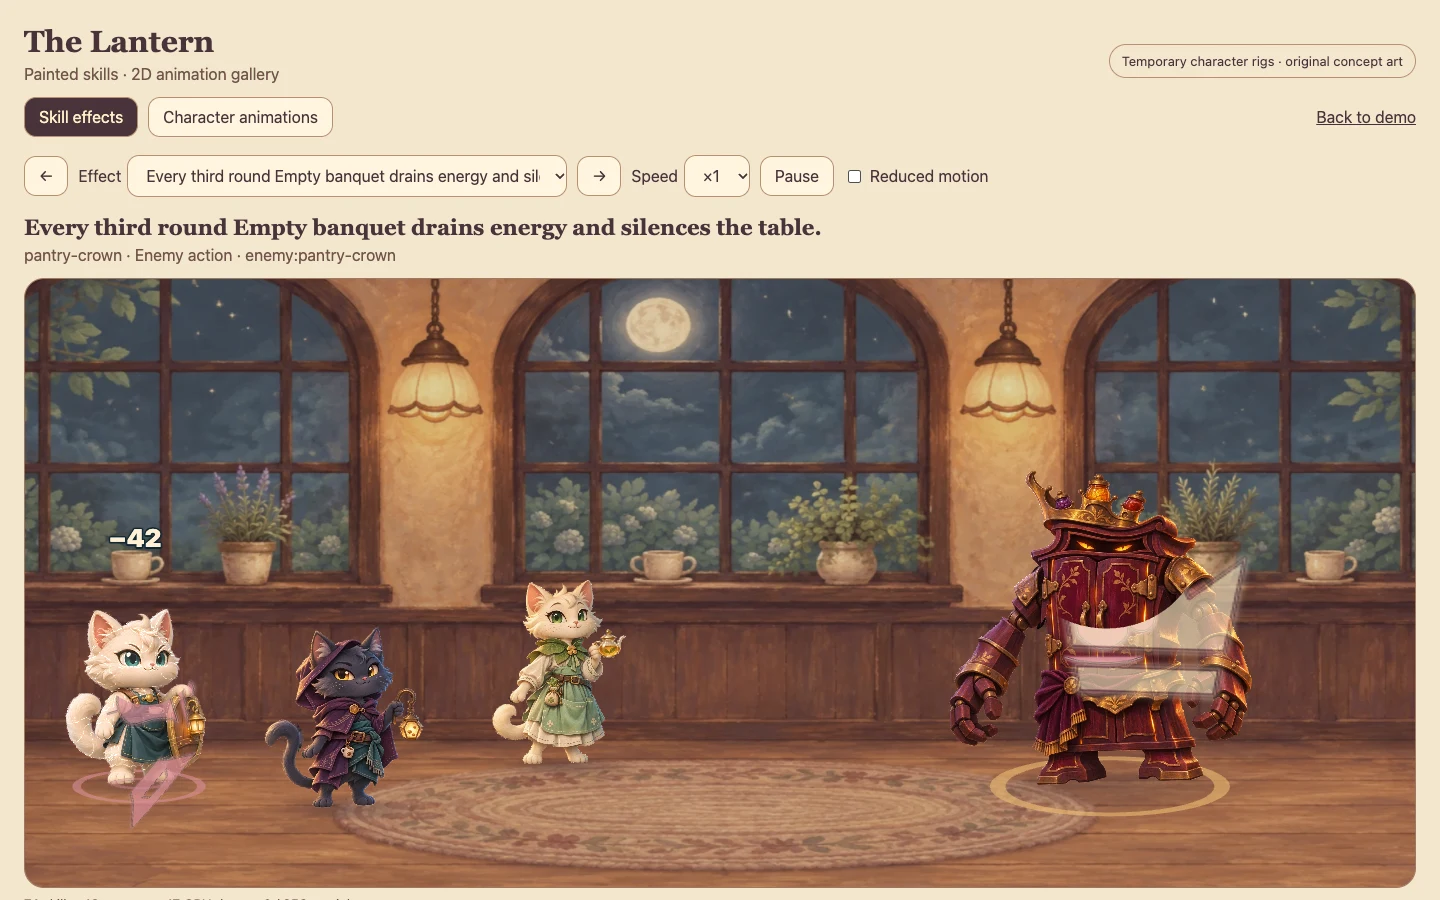 The Lantern
Painted skills · 2D animation gallery
Temporary character rigs · original concept art
Skill effects
Character animations
Back to demo
←
Effect
Every third round Empty banquet drains energy and sil
→
Speed
×1
Pause
Reduced motion
Every third round Empty banquet drains energy and silences the table.
pantry-crown · Enemy action · enemy:pantry-crown
−42